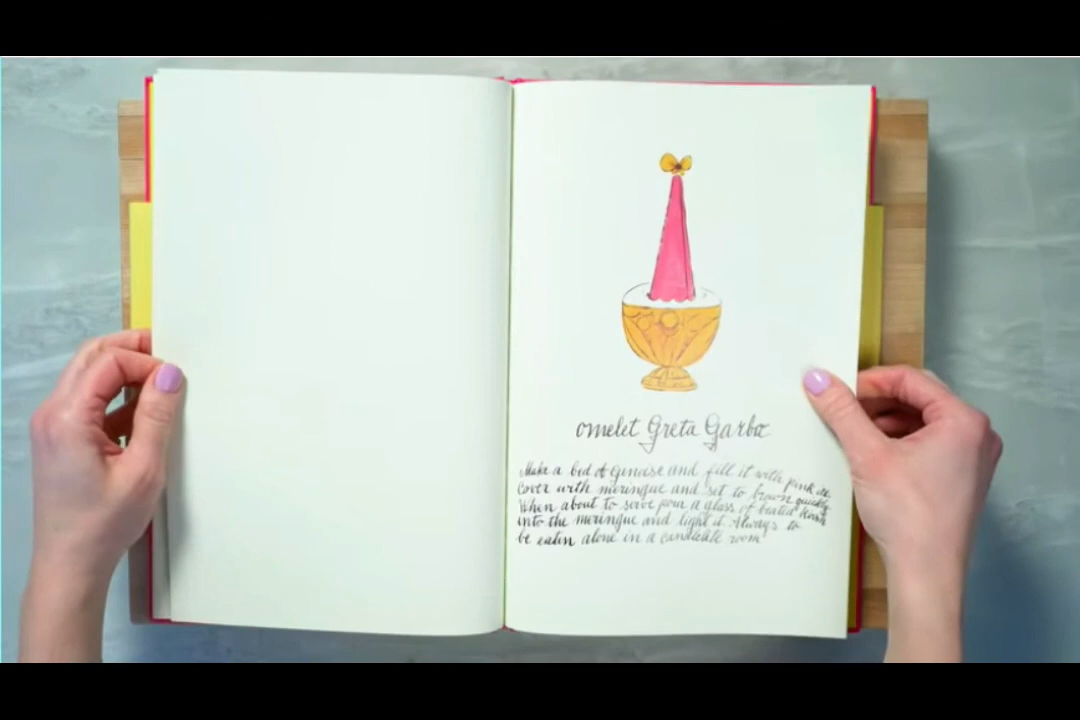 omelet Greta Garbo
Make a bed of genoise and fill it with pink ice
Cover with meringue and set to brown quickly
When about to serve pour a glass of heated Kirsch
into the meringue and light it. Always to
be eaten alone in a candlelit room